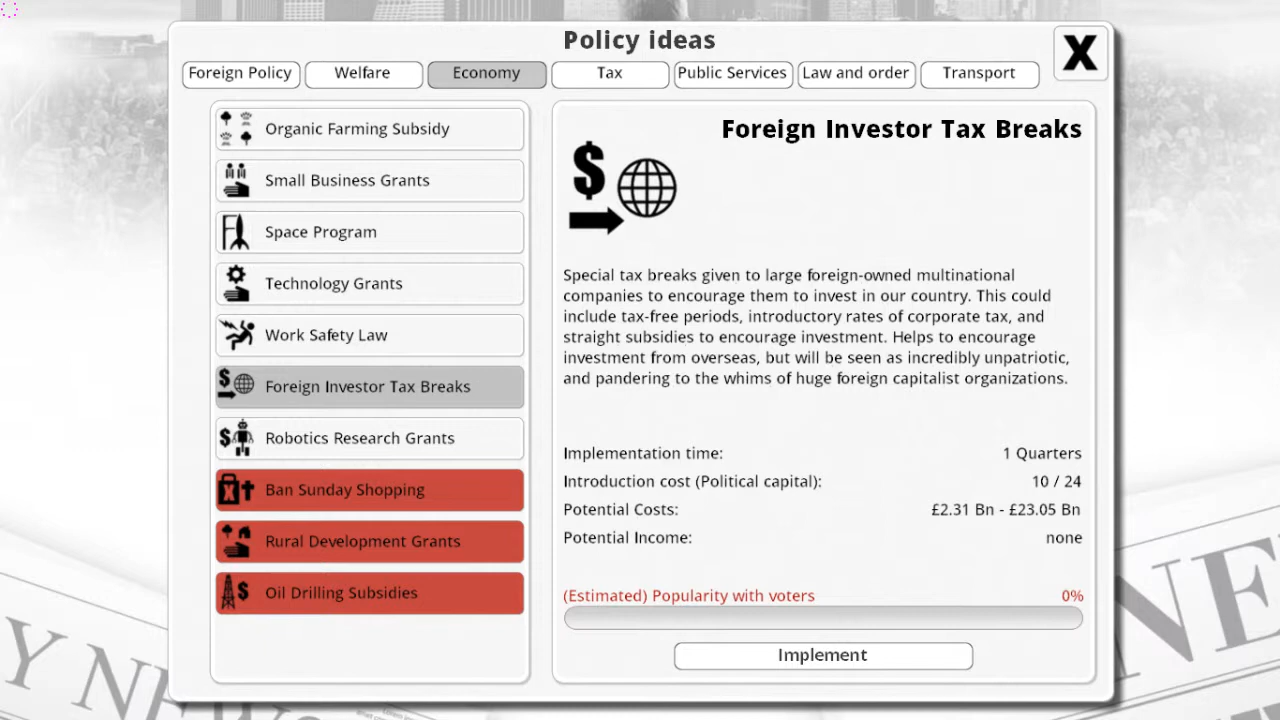 Policy ideas
X
Foreign Policy
Welfare
Economy
Tax
Public Services
Law and order
Transport
Organic Farming Subsidy
Small Business Grants
Space Program
Technology Grants
Work Safety Law
Foreign Investor Tax Breaks
Robotics Research Grants
Ban Sunday Shopping
Rural Development Grants
Oil Drilling Subsidies
Foreign Investor Tax Breaks
Special tax breaks given to large foreign-owned multinational
companies to encourage them to invest in our country. This could
include tax-free periods, introductory rates of corporate tax, and
straight subsidies to encourage investment. Helps to encourage
investment from overseas, but will be seen as incredibly unpatriotic,
and pandering to the whims of huge foreign capitalist organizations.
Implementation time: 1 Quarters
Introduction cost (Political capital): 10 / 24
Potential Costs: £2.31 Bn - £23.05 Bn
Potential Income: none
(Estimated) Popularity with voters 0%
Implement
Y NEWS
NE